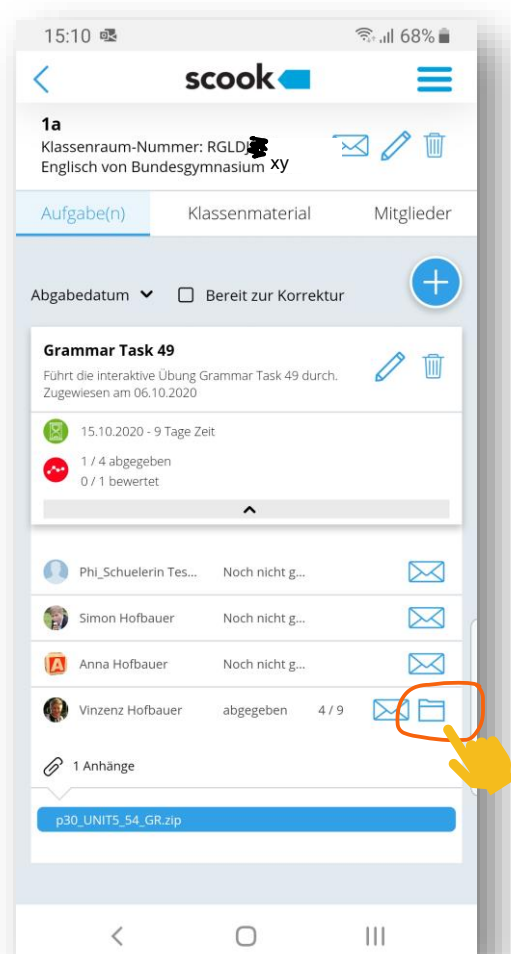 15:10 68%
scook
1a
Klassenraum-Nummer: RGLD
Englisch von Bundesgymnasium xy
Aufgabe(n) Klassenmaterial Mitglieder
Abgabedatum Bereit zur Korrektur
Grammar Task 49
Führt die interaktive Übung Grammar Task 49 durch.
Zugewiesen am 06.10.2020
15.10.2020 - 9 Tage Zeit
1 / 4 abgegeben
0 / 1 bewertet
Phi_Schuelerin Tes... Noch nicht g...
Simon Hofbauer Noch nicht g...
Anna Hofbauer Noch nicht g...
Vinzenz Hofbauer abgegeben 4 / 9
1 Anhänge
p30_UNIT5_54_GR.zip